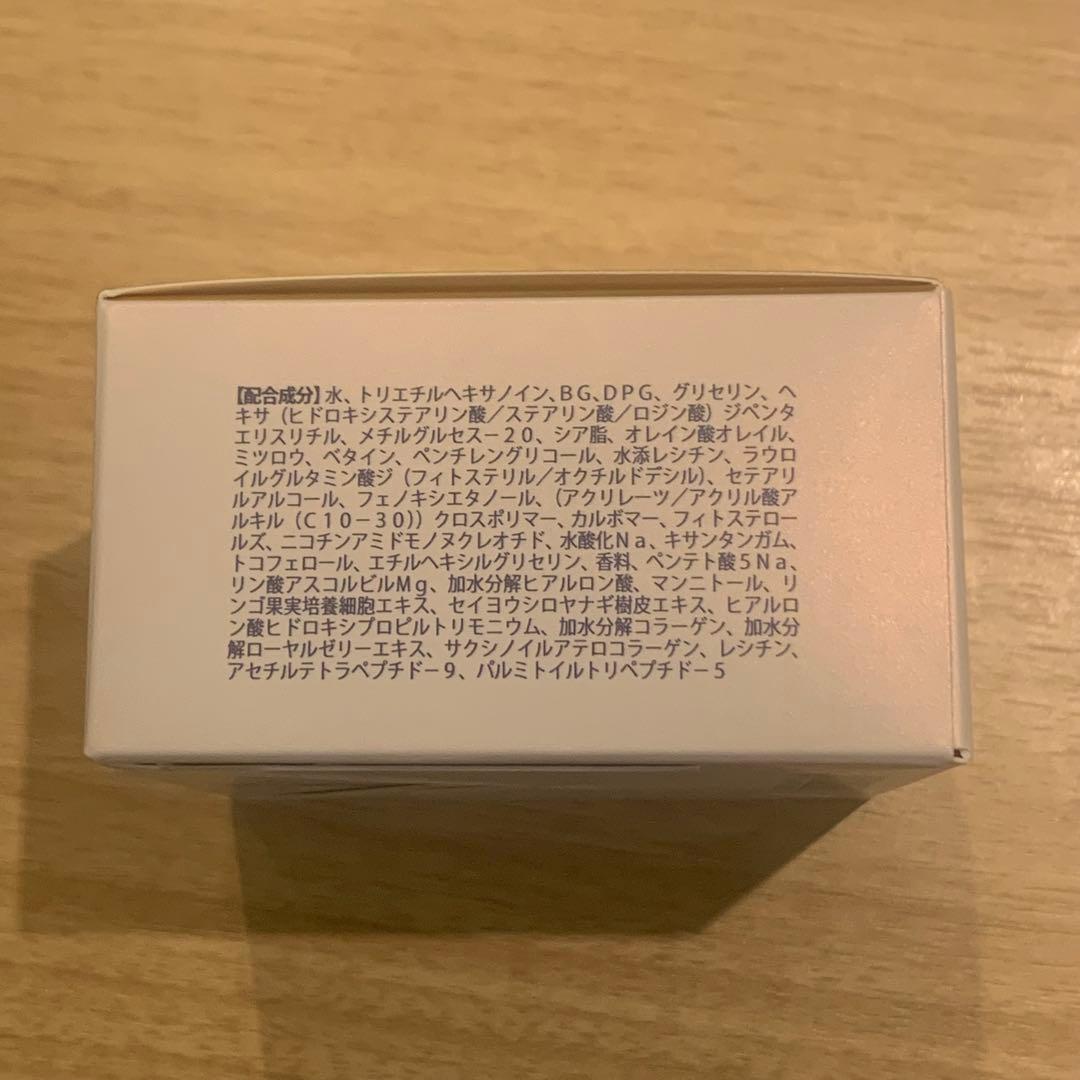 【配合成分】水、トリエチルヘキサノイン、BG、DPG、グリセリン、ヘ
キサ（ヒドロキシステアリン酸／ステアリン酸／ロジン酸）ジペンタ
エリスリチル、メチルグルセス－20、シア脂、オレイン酸オレイル、
ミツロウ、ベタイン、ペンチレングリコール、水添レシチン、ラウロ
イルグルタミン酸ジ（フィトステリル／オクチルドデシル）、セテアリ
ルアルコール、フェノキシエタノール、（アクリレーツ／アクリル酸ア
ルキル（C10－30））クロスポリマー、カルボマー、フィトステロー
ルズ、ニコチンアミドモノヌクレオチド、水酸化Na、キサンタンガム、
トコフェロール、エチルヘキシルグリセリン、香料、ペンテト酸5Na、
リン酸アスコルビルMg、加水分解ヒアルロン酸、マンニトール、リ
ンゴ果実培養細胞エキス、セイヨウシロヤナギ樹皮エキス、ヒアルロ
ン酸ヒドロキシプロピルトリモニウム、加水分解コラーゲン、加水分
解ローヤルゼリーエキス、サクシノイルアテロコラーゲン、レシチン、
アセチルテトラペプチド－9、パルミトイルトリペプチド－5